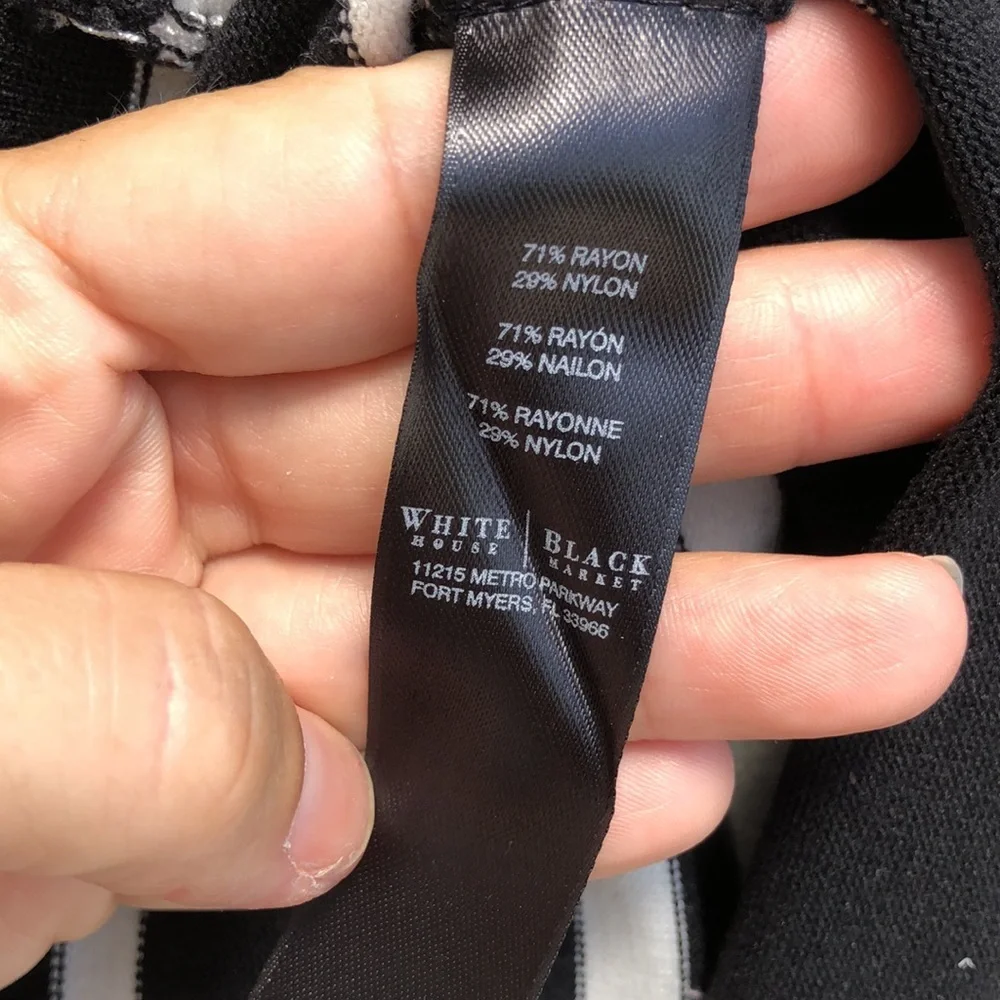 71% RAYON
29% NYLON
71% RAYÓN
29% NAILON
71% RAYONNE
29% NYLON
WHITE HOUSE | BLACK MARKET
11215 METRO PARKWAY
FORT MYERS, FL 33966